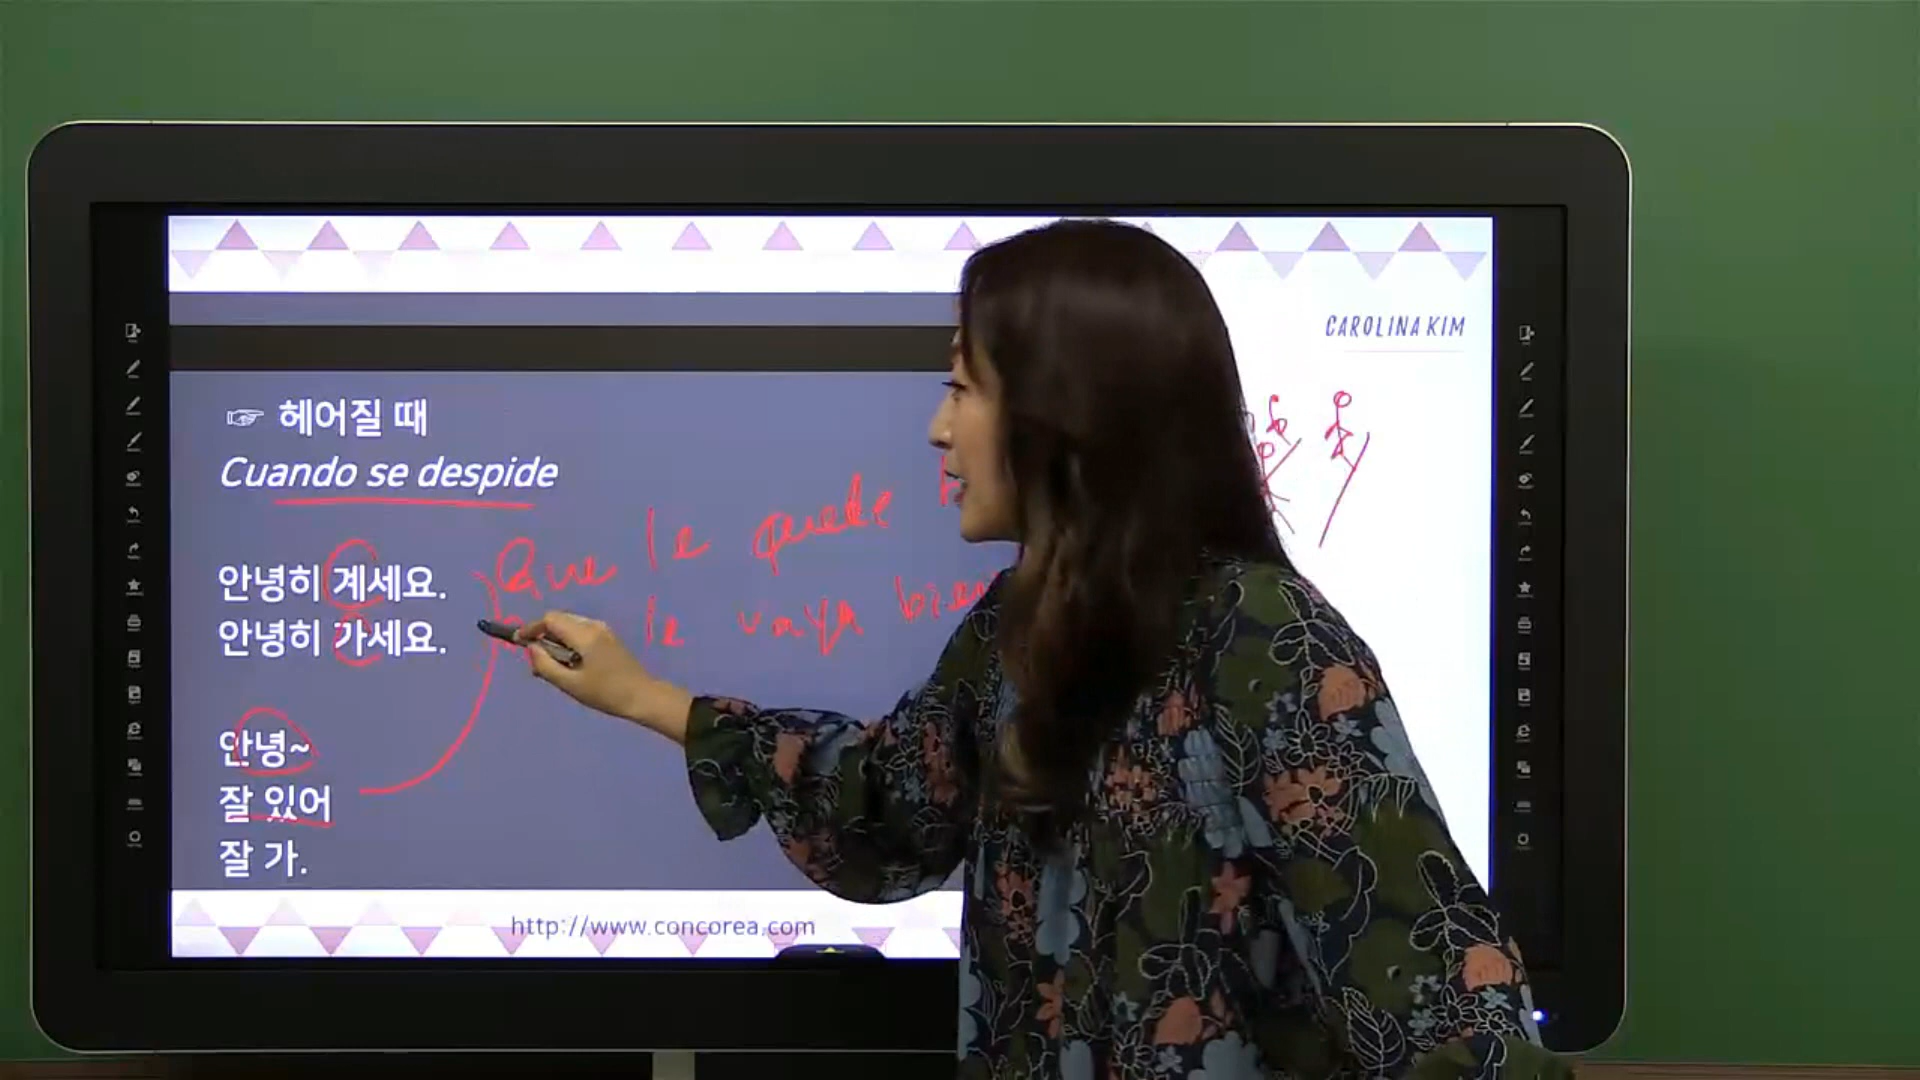 CAROLINA KIM
☞ 헤어질 때
Cuando se despide
안녕히 계세요.
안녕히 가세요.
Que le quede
le vaya bien
안녕~
잘 있어
잘 가.
http://www.concorea.com